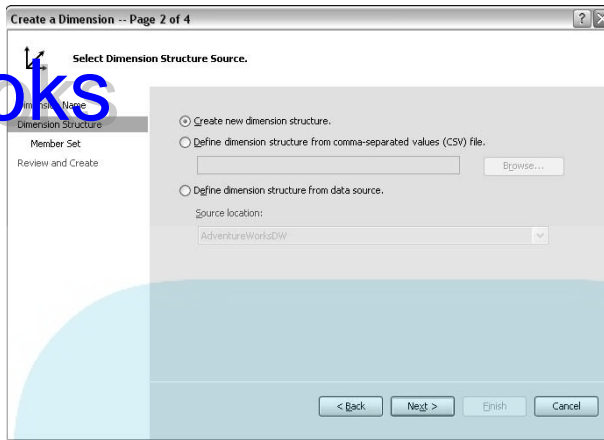 Create a Dimension -- Page 2 of 4
Select Dimension Structure Source.
oks
Dimension Name
Dimension Structure
Member Set
Review and Create
Create new dimension structure.
Define dimension structure from comma-separated values (CSV) file.
Browse...
Define dimension structure from data source.
Source location:
AdventureWorksDW
< Back
Next >
Finish
Cancel